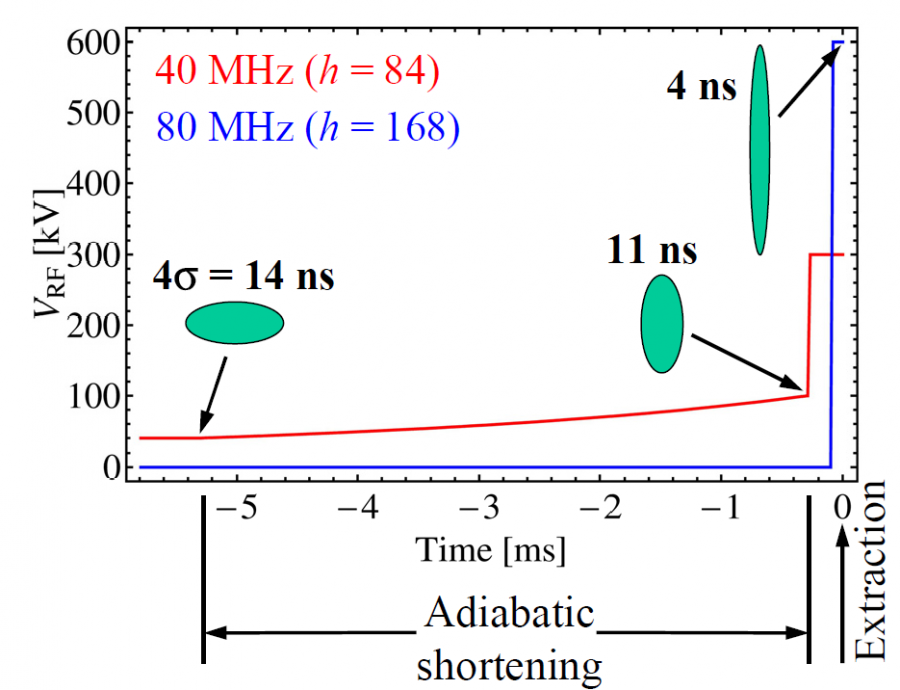 600
500
400
300
200
100
0
V_RF [kV]
40 MHz (h = 84)
80 MHz (h = 168)
4 ns
11 ns
4σ = 14 ns
−5 −4 −3 −2 −1 0
Time [ms]
Adiabatic
shortening
Extraction